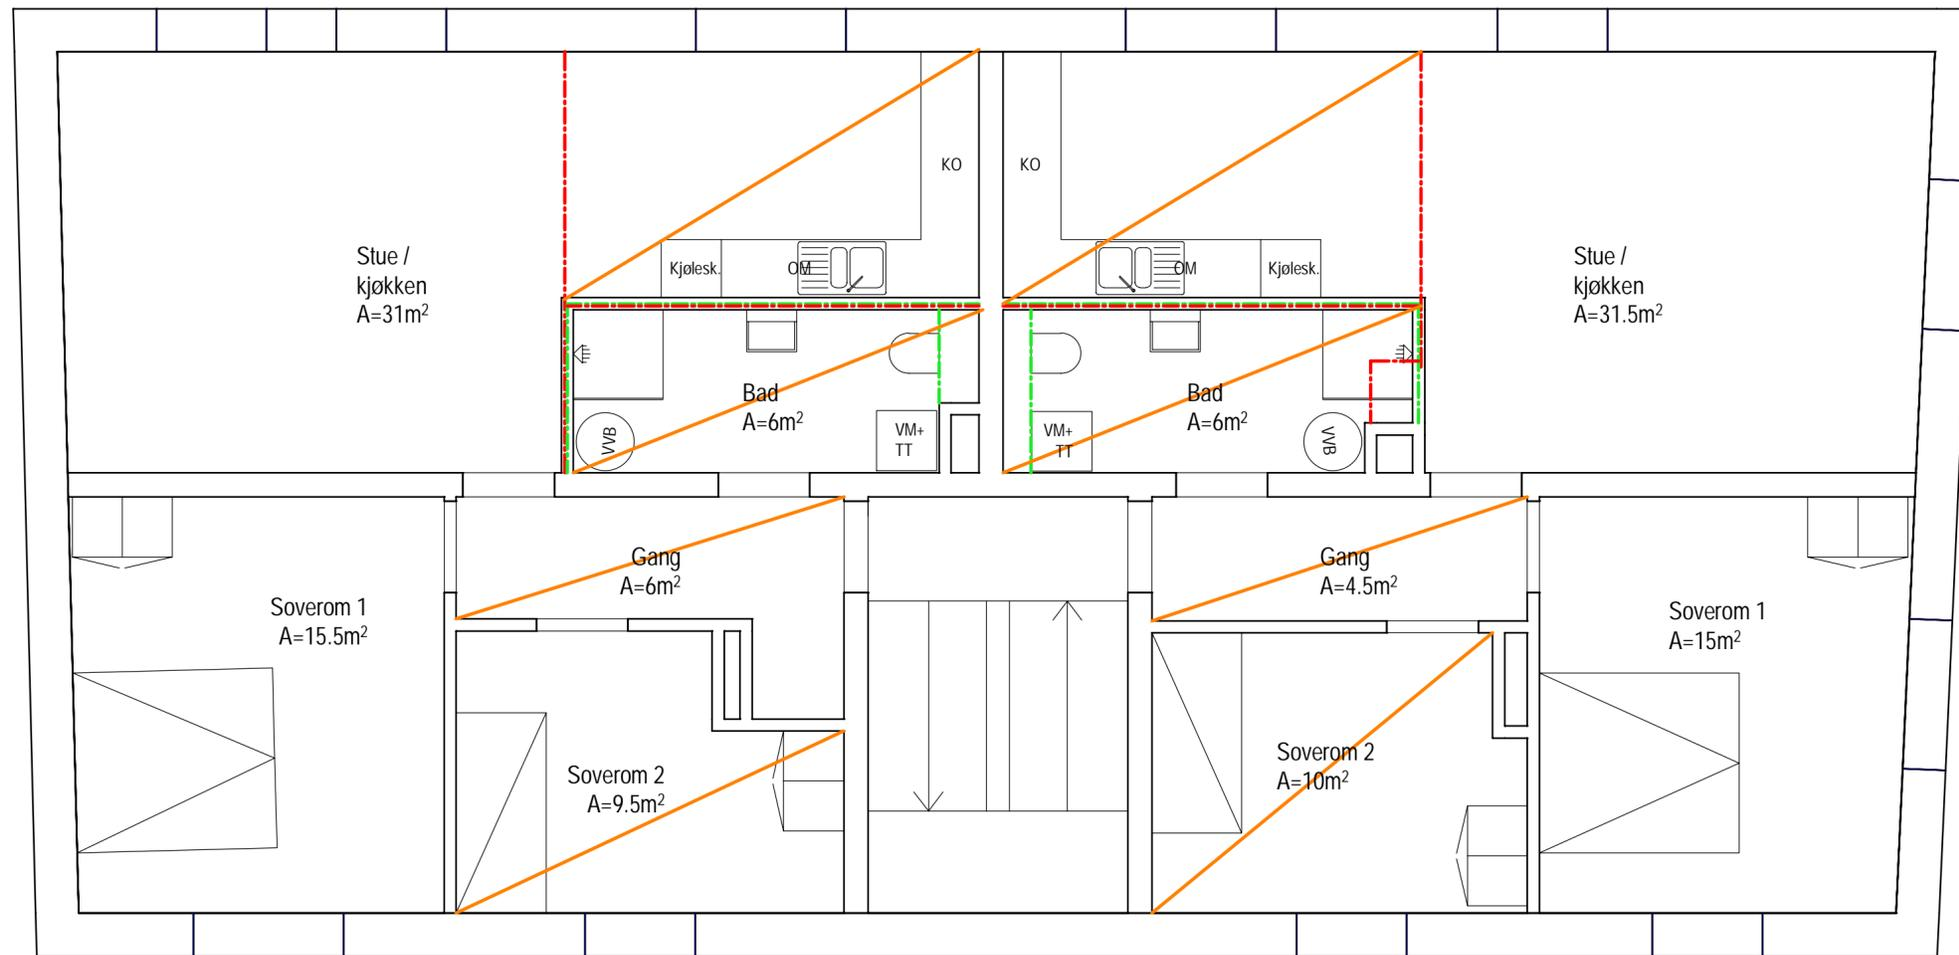 KO
KO
Stue /
kjøkken
A=31m²
Kjølesk.
OM
OM
Kjølesk.
Stue /
kjøkken
A=31.5m²
Bad
A=6m²
VVB
VM+
TT
VM+
TT
Bad
A=6m²
VVB
Gang
A=6m²
Gang
A=4.5m²
Soverom 1
A=15.5m²
Soverom 1
A=15m²
Soverom 2
A=9.5m²
Soverom 2
A=10m²